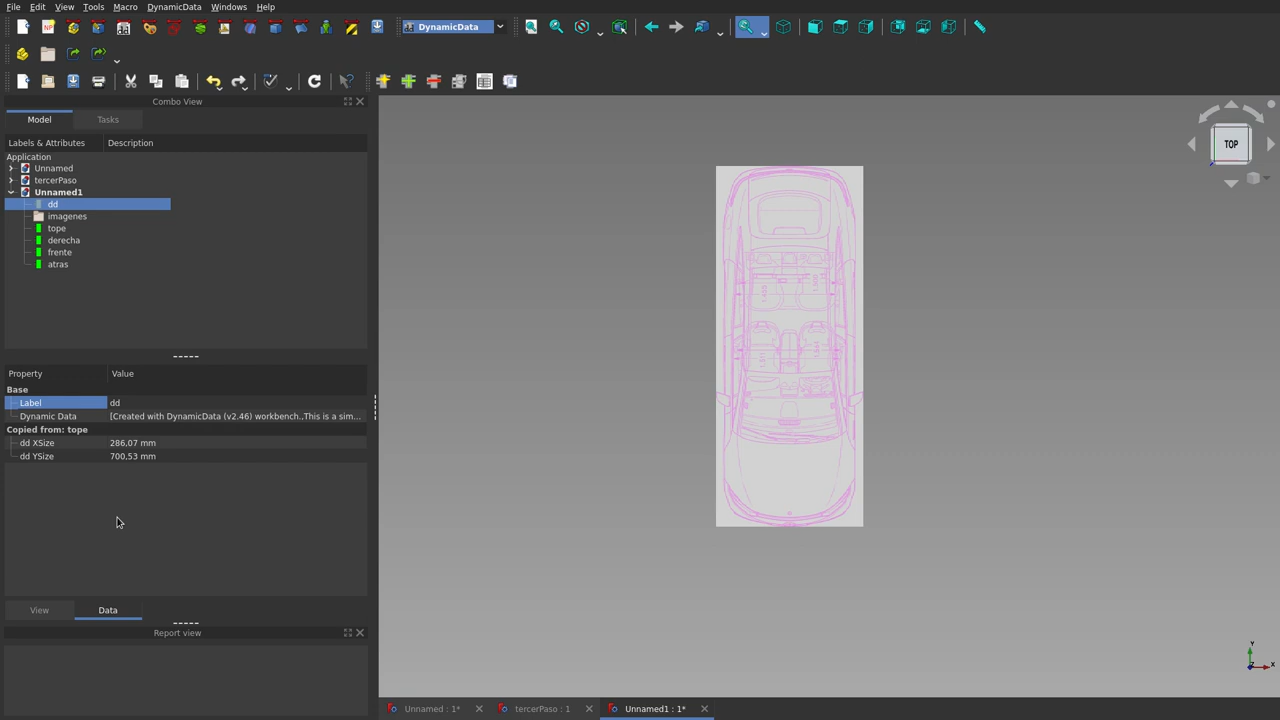 File Edit View Tools Macro DynamicData Windows Help
DynamicData
Combo View
Model Tasks
Labels & Attributes Description
Application
Unnamed
tercerPaso
Unnamed1
dd
imagenes
tope
derecha
frente
atras
TOP
Property Value
Base
Label dd
Dynamic Data [Created with DynamicData (v2.46) workbench.,This is a sim...
Copied from: tope
dd XSize 286,07 mm
dd YSize 700,53 mm
View Data
Report view
Y
Z
X
Unnamed : 1* tercerPaso : 1 Unnamed1 : 1*